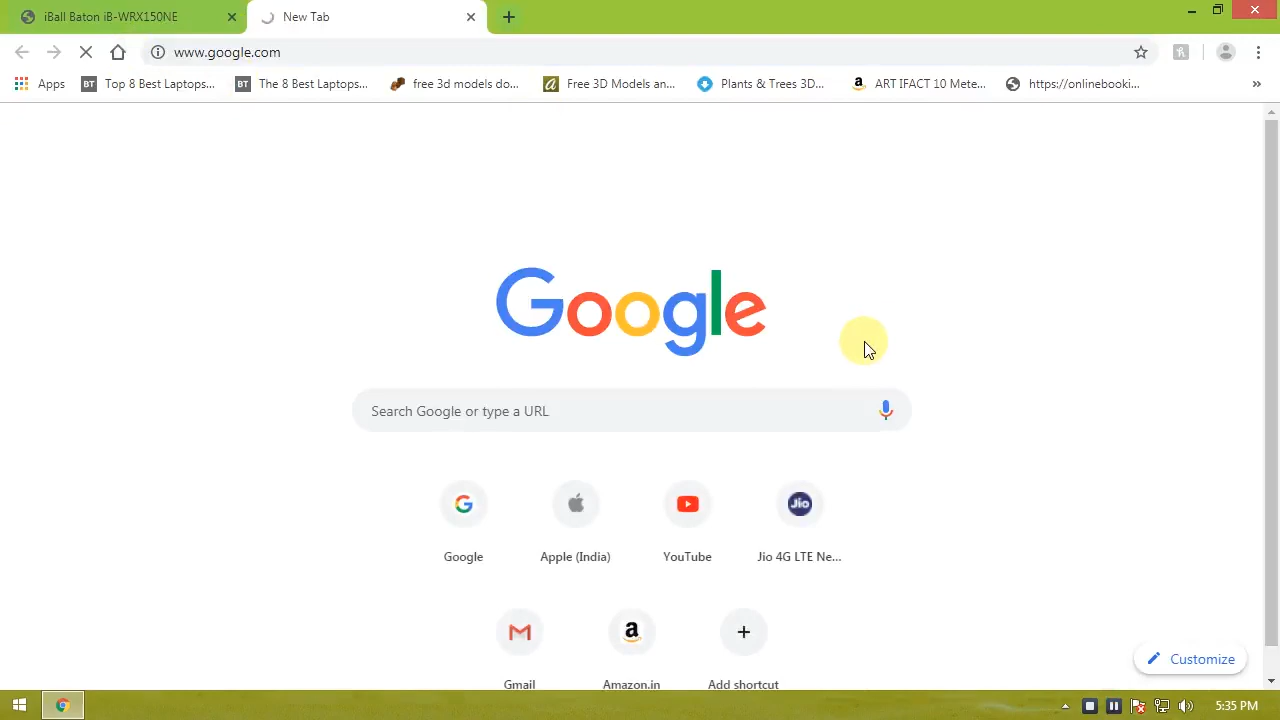 iBall Baton iB-WRX150NE
New Tab
www.google.com
Apps
BT
Top 8 Best Laptops...
BT
The 8 Best Laptops...
free 3d models do...
Free 3D Models an...
Plants & Trees 3D...
ART IFACT 10 Mete...
https://onlinebooki...
Google
Search Google or type a URL
Jio
Google
Apple (India)
YouTube
Jio 4G LTE Ne...
Gmail
Amazon.in
Add shortcut
Customize
5:35 PM